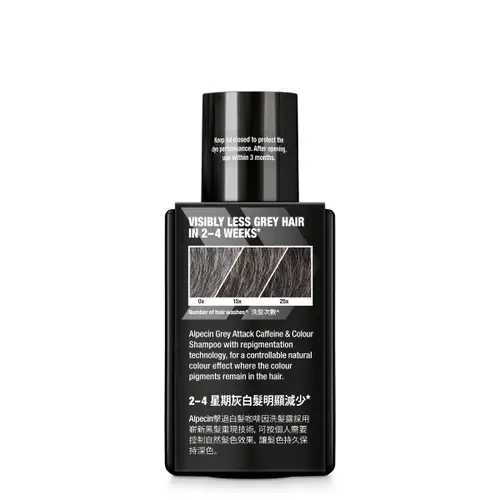 Keep lid closed to protect the
dye performance. After opening,
use within 3 months.
VISIBLY LESS GREY HAIR
IN 2–4 WEEKS*
0x 15x 25x
Number of hair washes^ 洗髮次數^
Alpecin Grey Attack Caffeine & Colour
Shampoo with repigmentation
technology, for a controllable natural
colour effect where the colour
pigments remain in the hair.
2–4 星期灰白髮明顯減少*
Alpecin擊退白髮咖啡因洗髮露採用
嶄新黑髮重現技術, 可按個人需要
控制自然髮色效果, 讓髮色持久保
持深色。